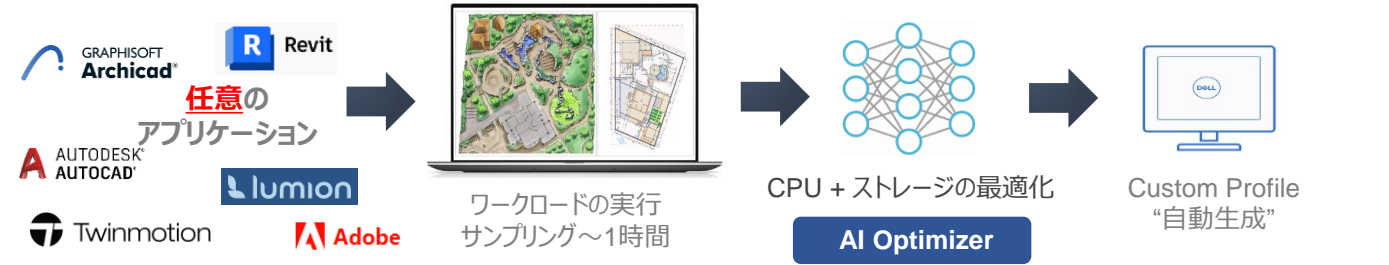 GRAPHISOFT
Archicad®
R Revit
任意の
アプリケーション
AUTODESK®
AUTOCAD®
lumion
Twinmotion
Adobe
ワークロードの実行
サンプリング～1時間
CPU + ストレージの最適化
AI Optimizer
DELL
Custom Profile
“自動生成”